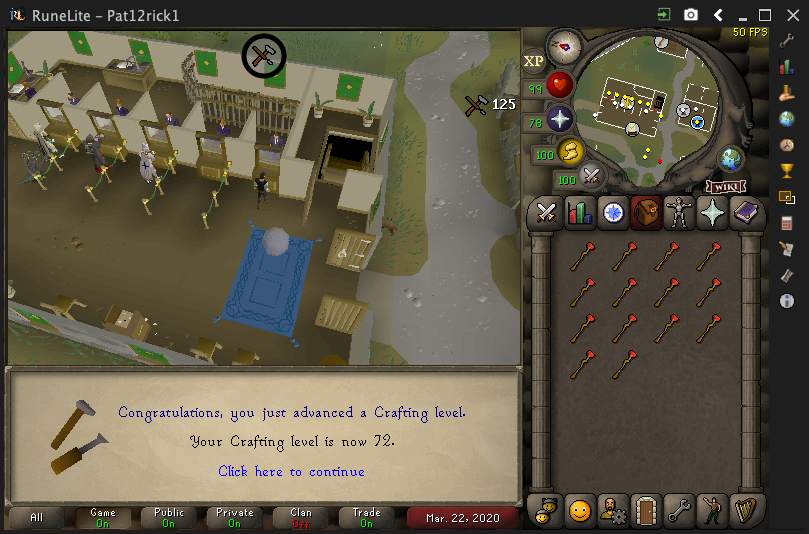 RuneLite - Pat12rick1
50 FPS
XP
99
78
100
100
WIKI
125
Congratulations, you just advanced a Crafting level.
Your Crafting level is now 72.
Click here to continue
All
Game
On
Public
On
Private
On
Clan
Off
Trade
On
Mar. 22, 2020